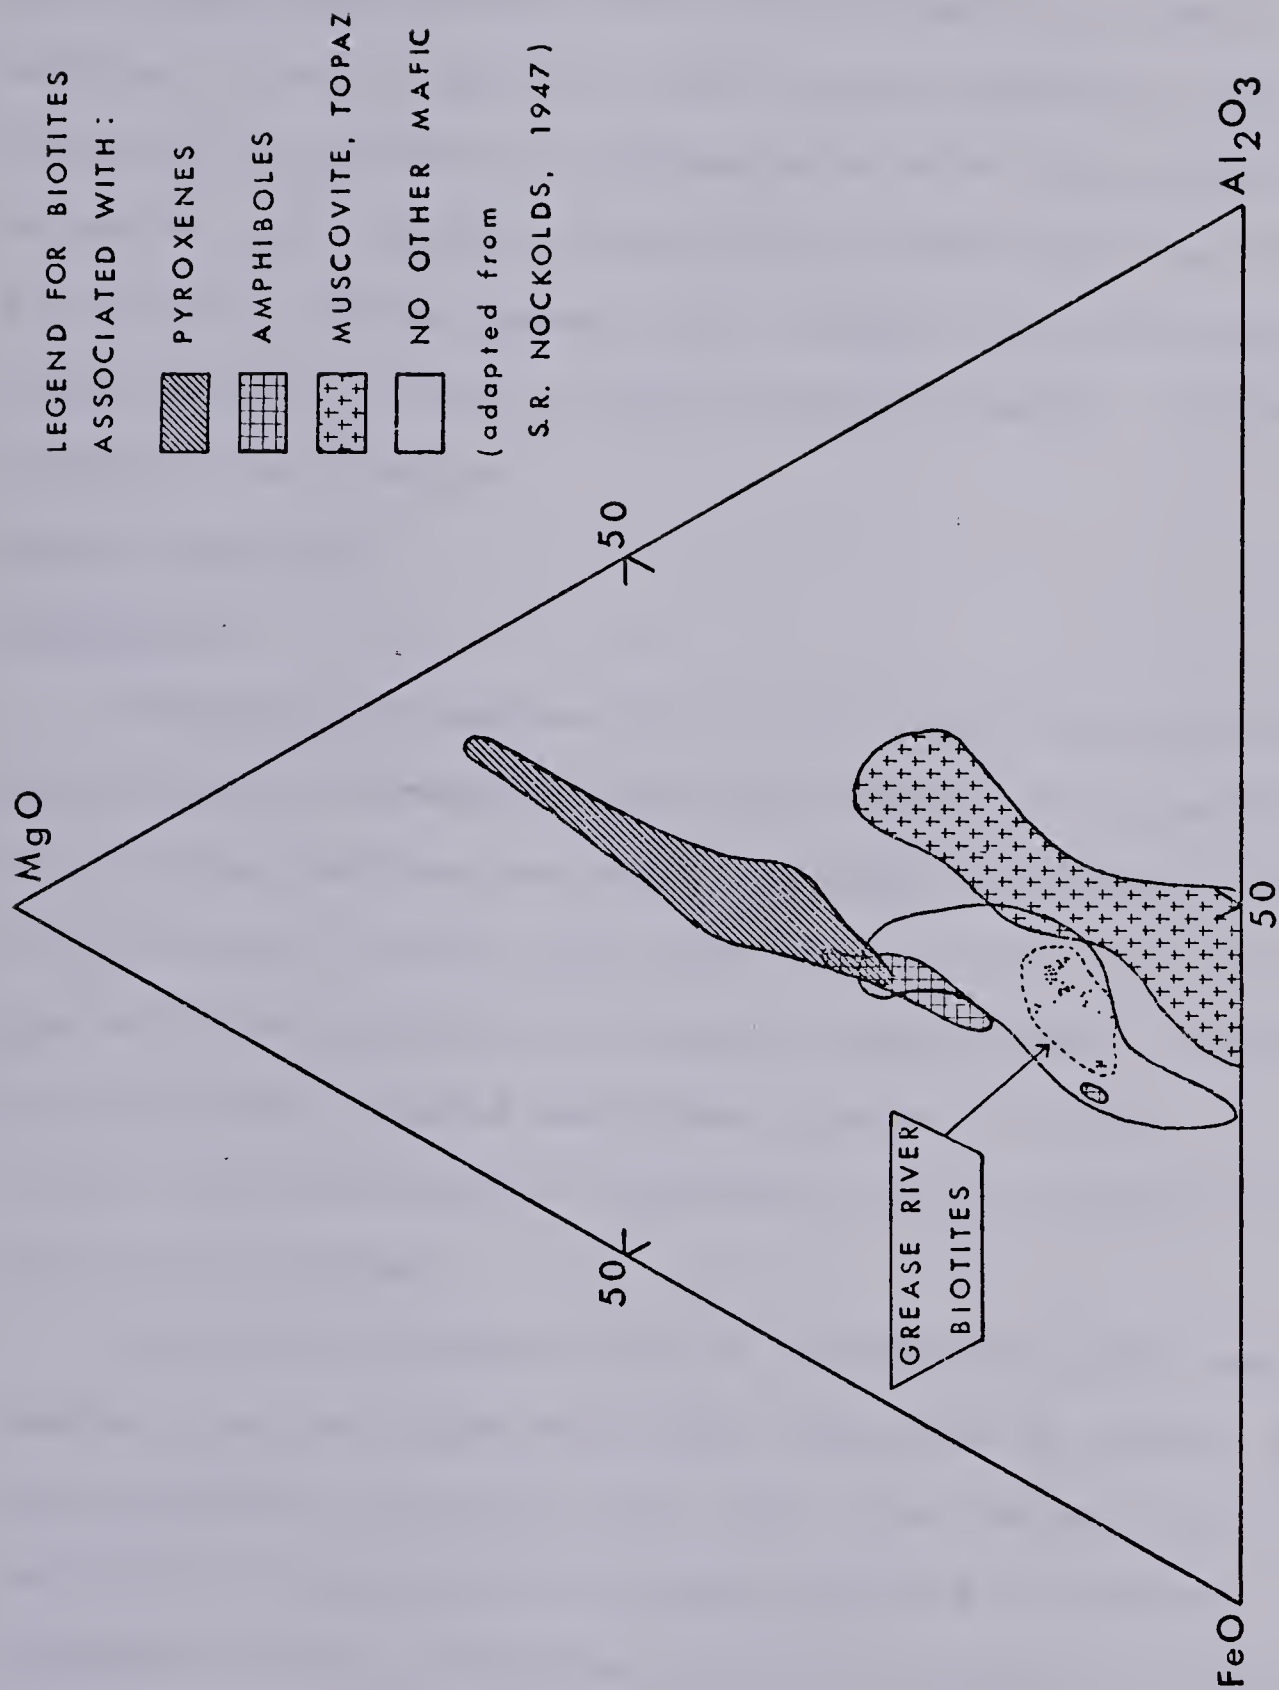 LEGEND FOR BIOTITES
ASSOCIATED WITH:
PYROXENES
AMPHIBOLES
MUSCOVITE, TOPAZ
NO OTHER MAFIC
(adapted from
S.R. NOCKOLDS, 1947)
MgO
50
50
GREASE RIVER
BIOTITES
FeO
50
Al₂O₃